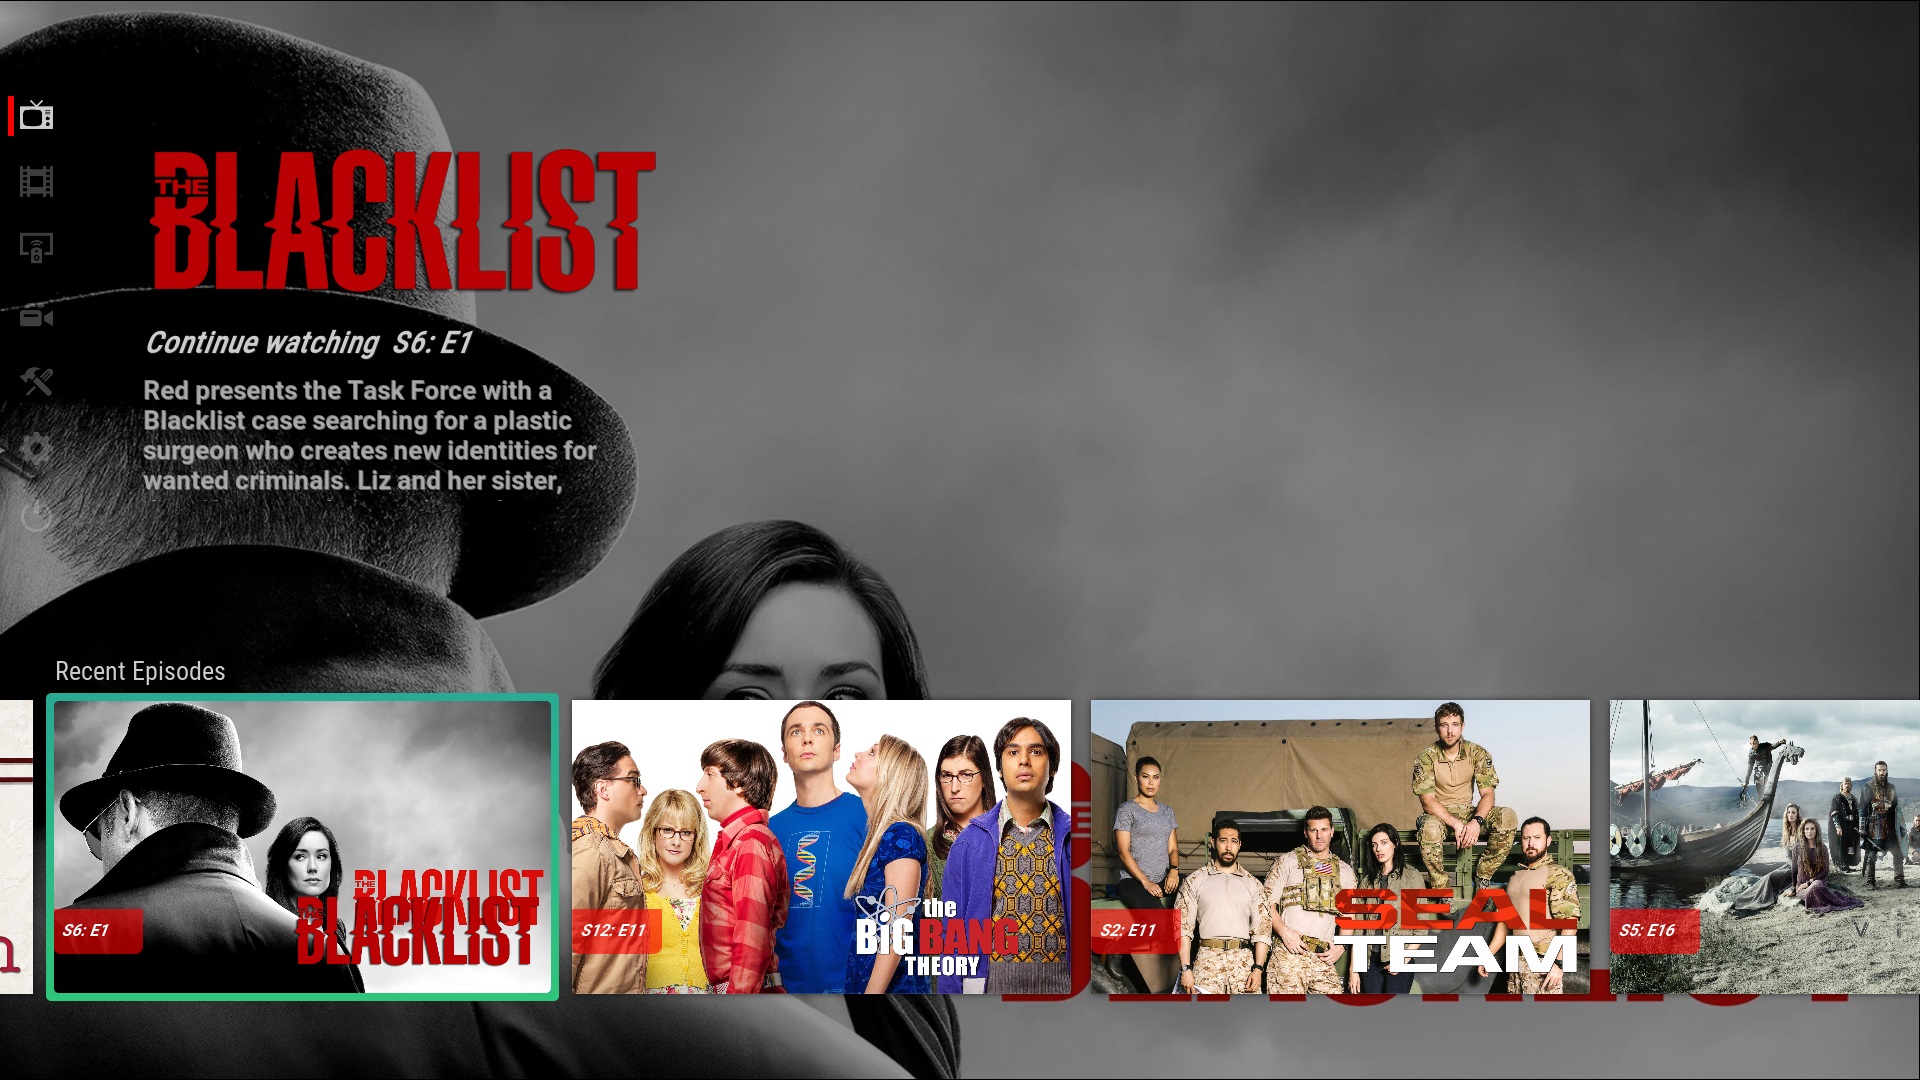 THE
BLACKLIST
Continue watching S6: E1
Red presents the Task Force with a
Blacklist case searching for a plastic
surgeon who creates new identities for
wanted criminals. Liz and her sister,
Recent Episodes
THE
BLACKLIST
THE
BLACKLIST
S6: E1
the
BIG BANG
THEORY
S12: E11
SEAL
TEAM
S2: E11
S5: E16